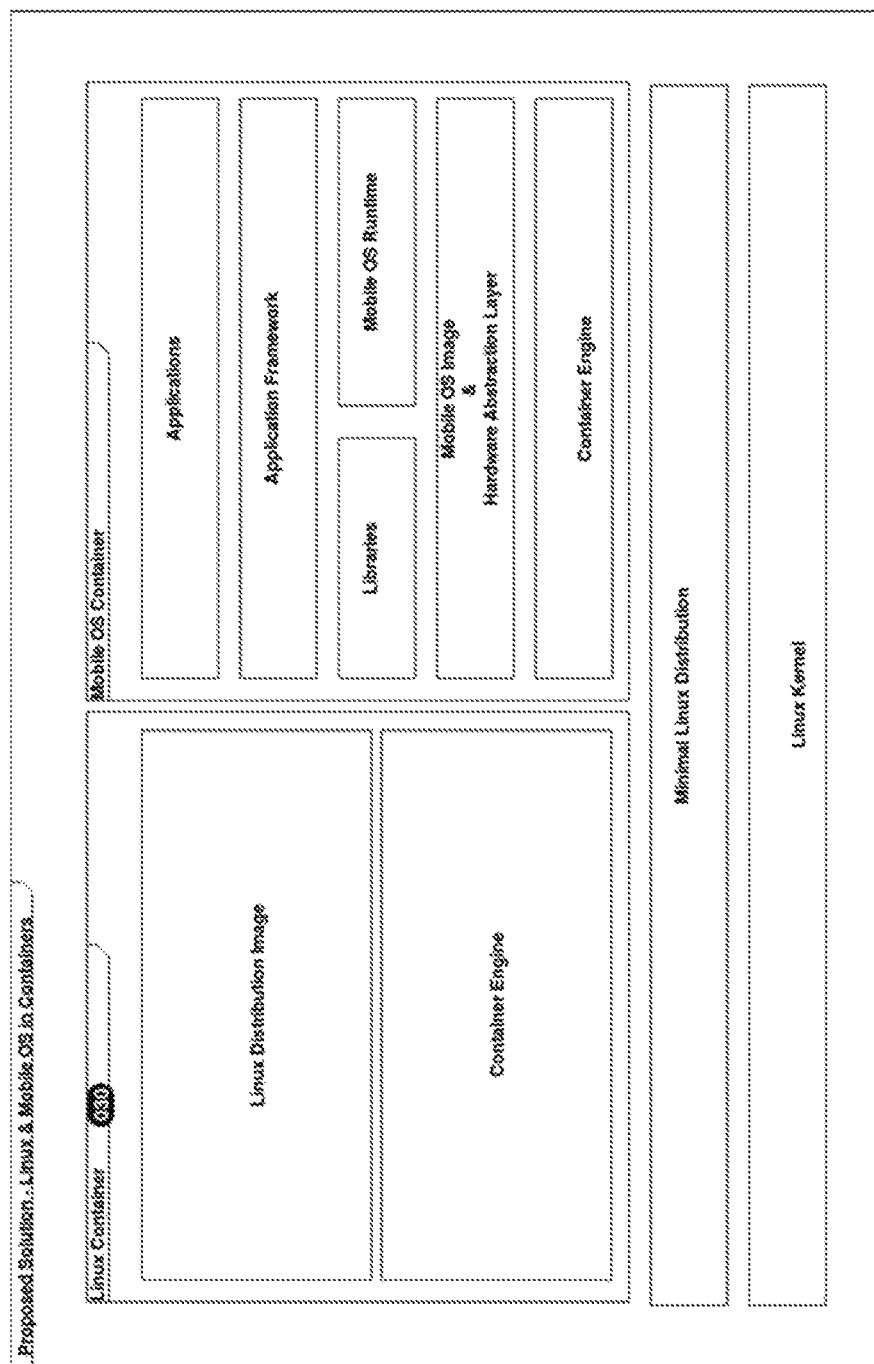 Proposed Solution - Linux & Mobile OS in Containers
Linux Container
Linux Distribution Image
Container Engine
Mobile OS Container
Applications
Application Framework
Libraries
Mobile OS Runtime
Mobile OS Image
&
Hardware Abstraction Layer
Container Engine
Minimal Linux Distribution
Linux Kernel